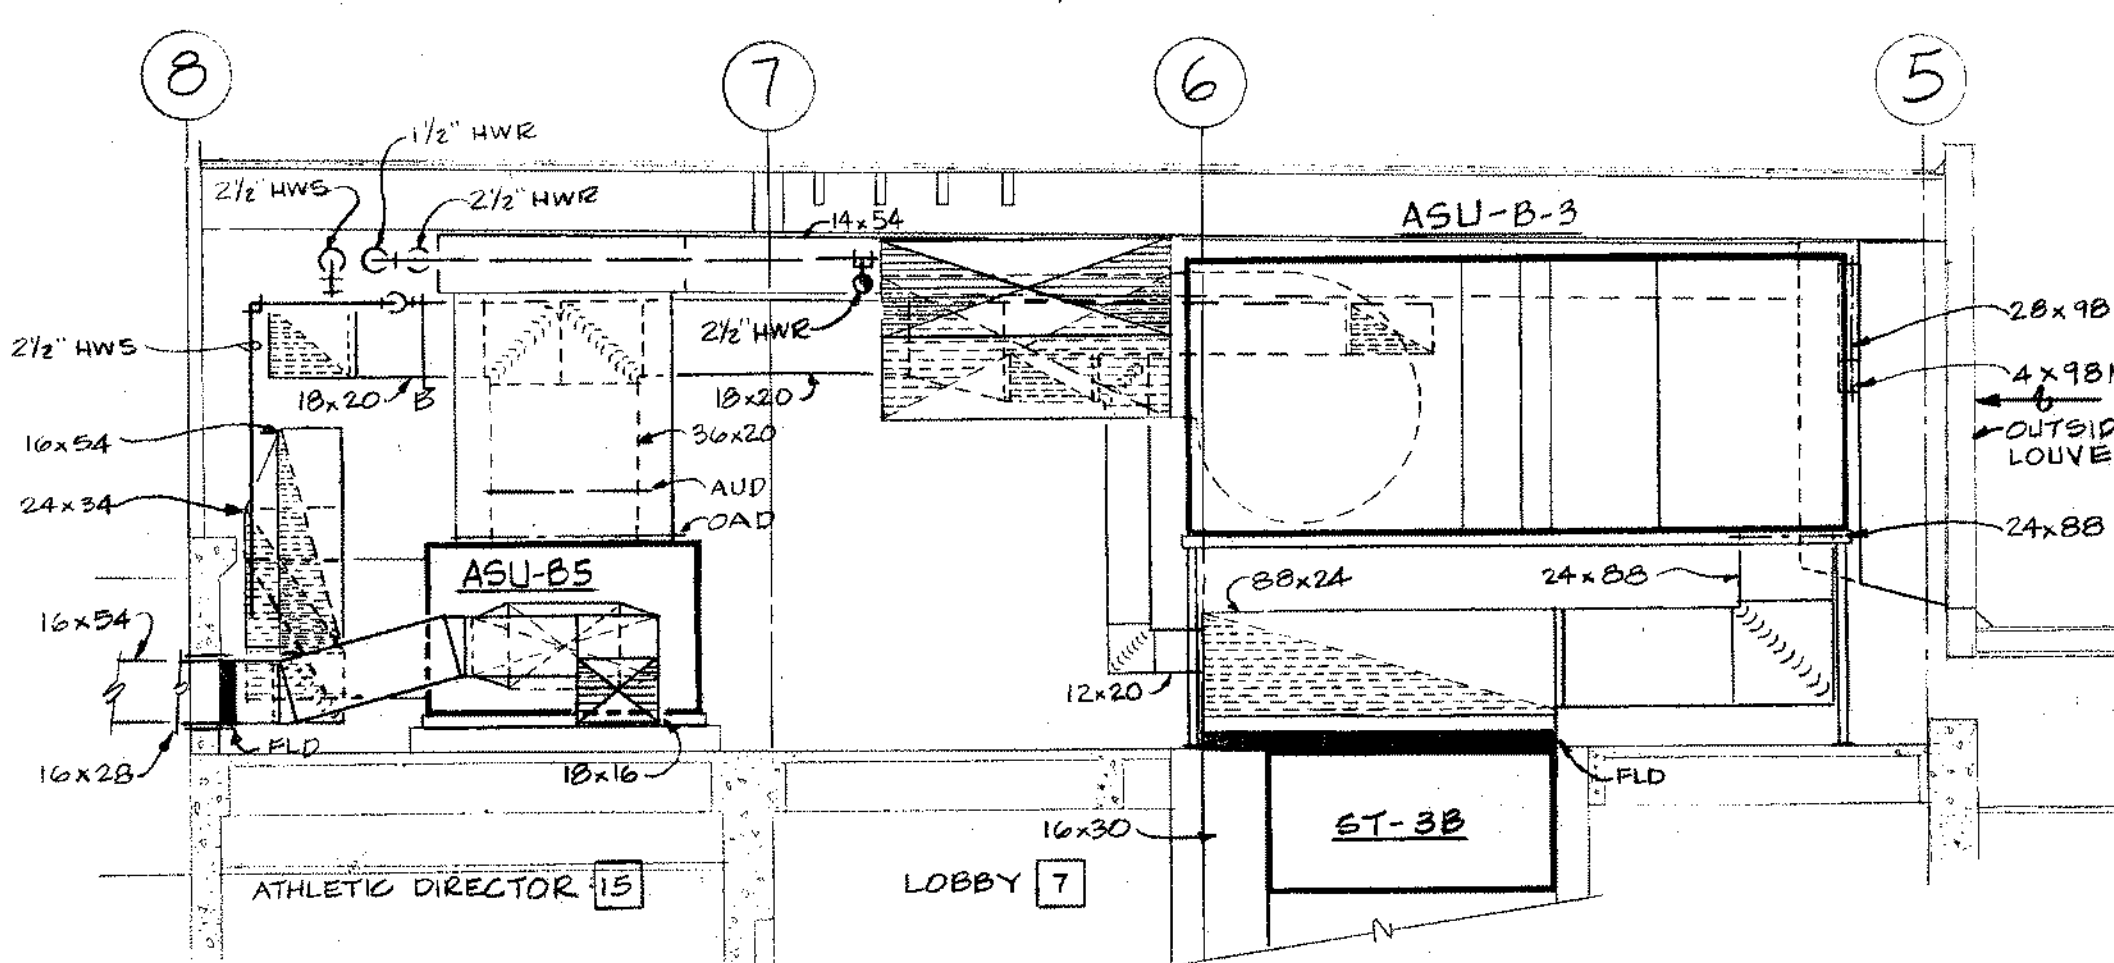 8
7
6
5
1½" HWR
2½" HWS
2½" HWR
14x54
ASU-B-3
28x98
2½" HWR
2½" HWS
4x98
18x20
B
18x20
OUTSID
LOUVE
16x54
36x20
AUD
24x34
OAD
24x88
ASU-B5
88x24
24x88
16x54
12x20
FLD
16x28
18x16
FLD
16x30
ST-3B
ATHLETIC DIRECTOR 15
LOBBY 7
N